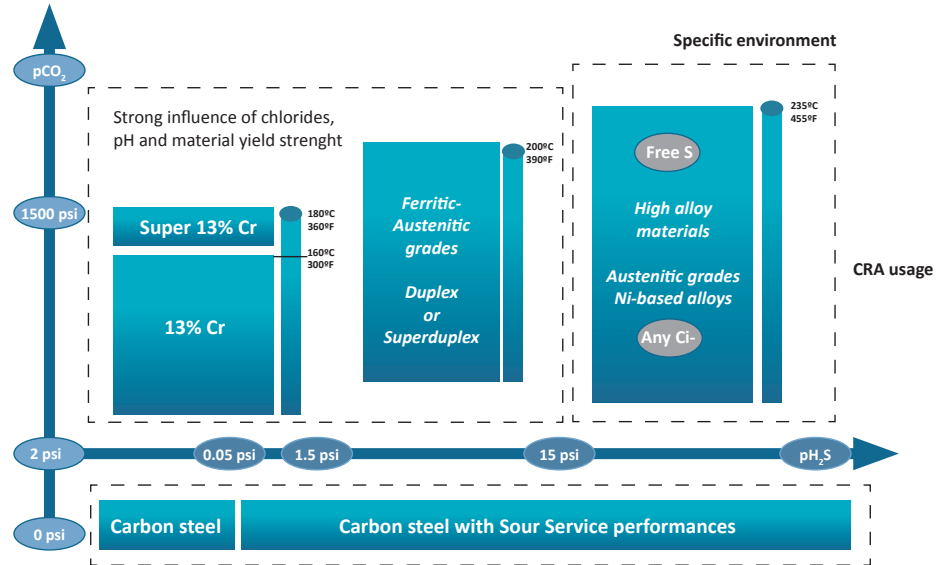 Specific environment
pCO₂
Strong influence of chlorides,
pH and material yield strenght
235ºC
455ºF
200ºC
390ºF
Free S
1500 psi
Super 13% Cr
180ºC
360ºF
160ºC
300ºF
Ferritic-
Austenitic
grades
Duplex
or
Superduplex
High alloy
materials
Austenitic grades
Ni-based alloys
CRA usage
13% Cr
Any Ci-
2 psi
0.05 psi
1.5 psi
15 psi
pH₂S
0 psi
Carbon steel
Carbon steel with Sour Service performances